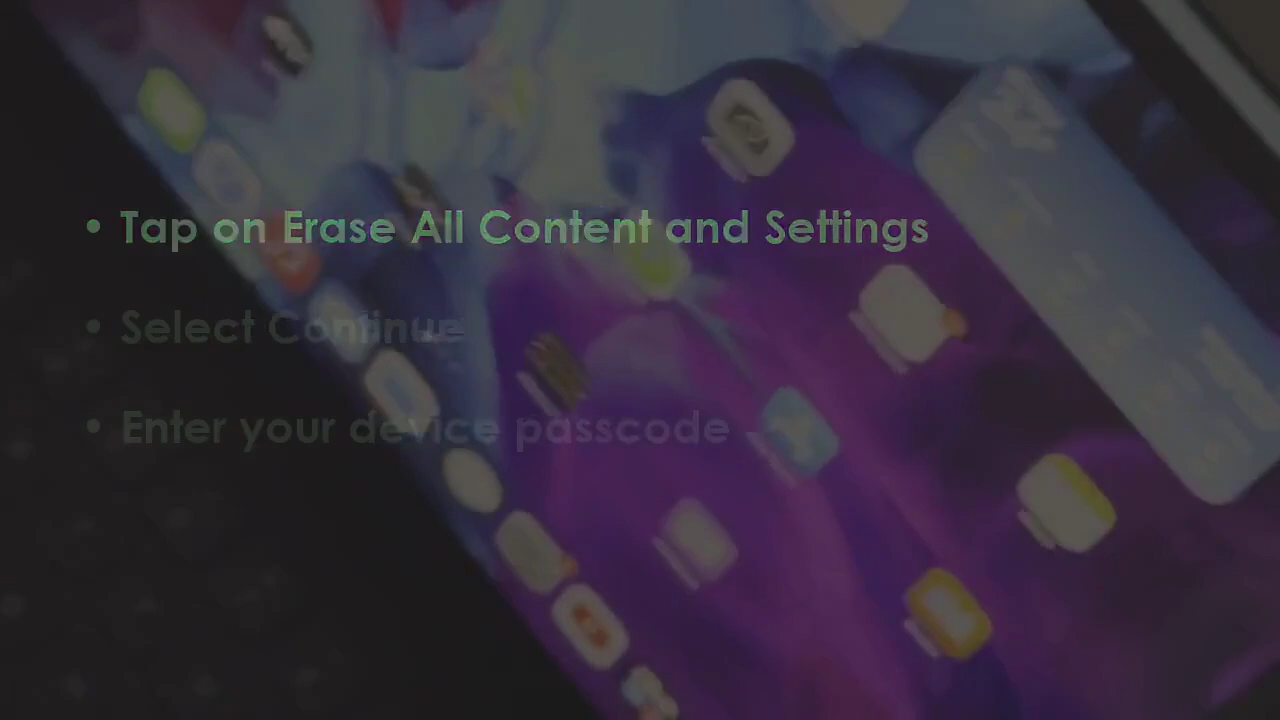 • Tap on Erase All Content and Settings
• Select Continue
• Enter your device passcode